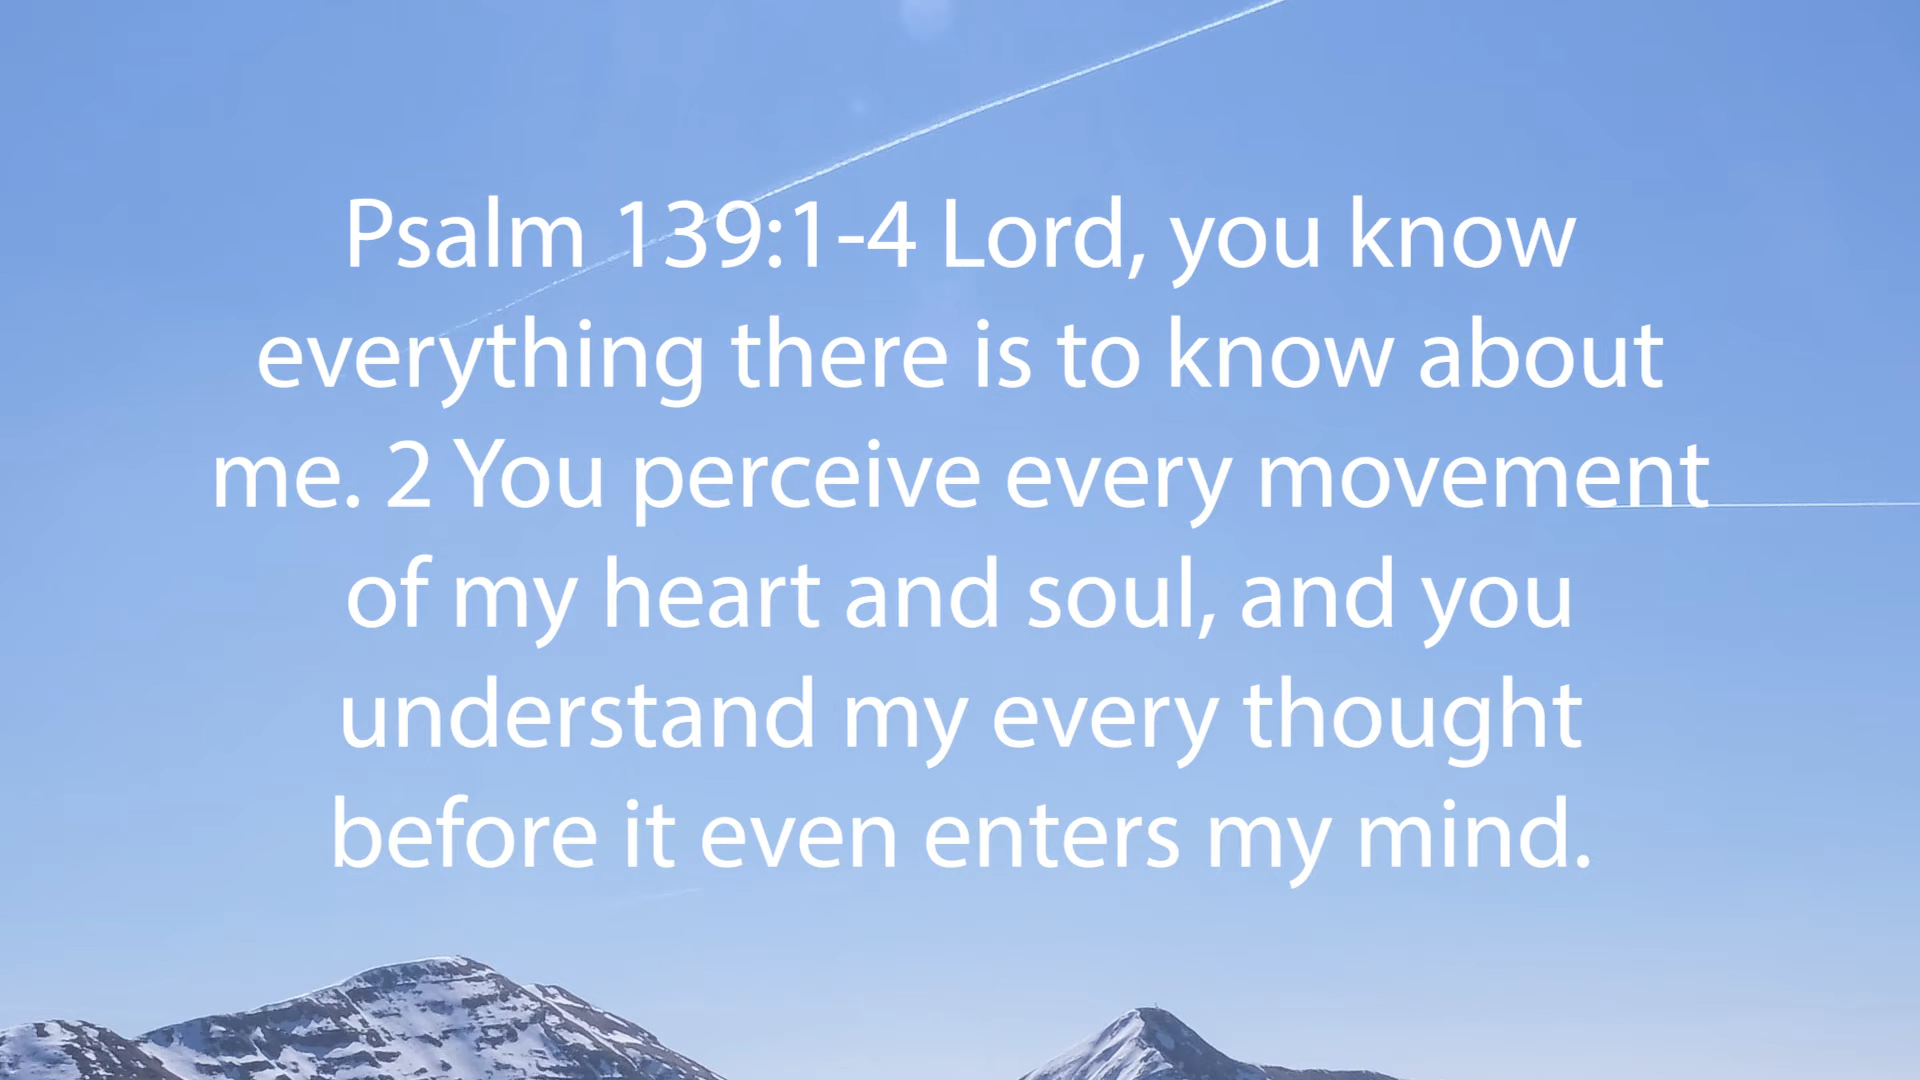 Psalm 139:1-4 Lord, you know
everything there is to know about
me. 2 You perceive every movement
of my heart and soul, and you
understand my every thought
before it even enters my mind.